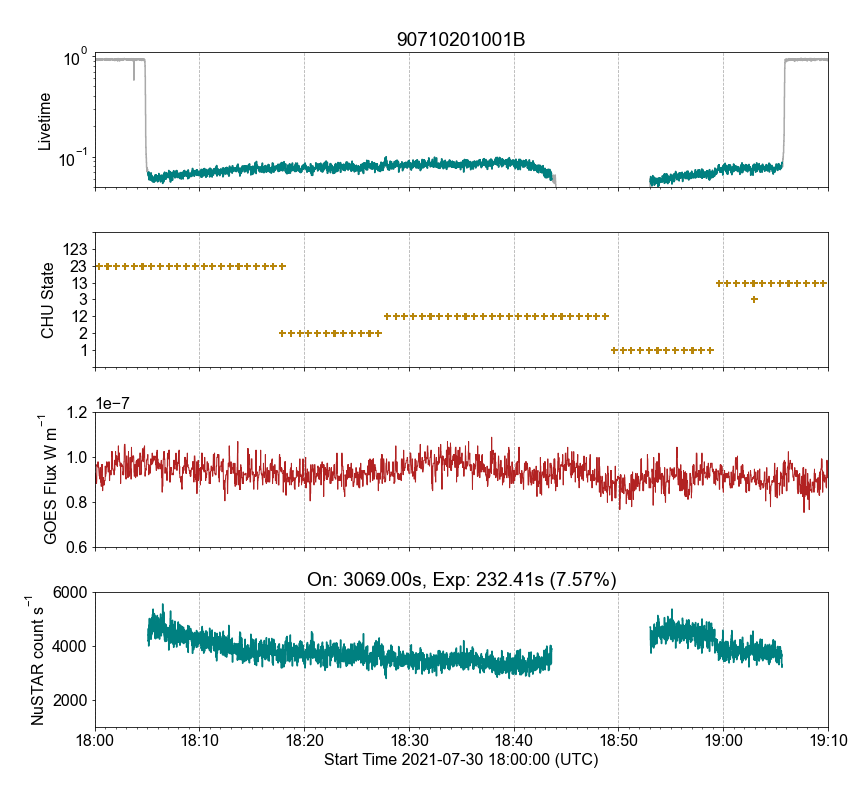 90710201001B
10⁰
10⁻¹
Livetime
123
23
13
3
12
2
1
CHU State
1e−7
1.2
1.0
0.8
0.6
GOES Flux W m⁻¹
On: 3069.00s, Exp: 232.41s (7.57%)
6000
4000
2000
NuSTAR count s⁻¹
18:00 18:10 18:20 18:30 18:40 18:50 19:00 19:10
Start Time 2021-07-30 18:00:00 (UTC)